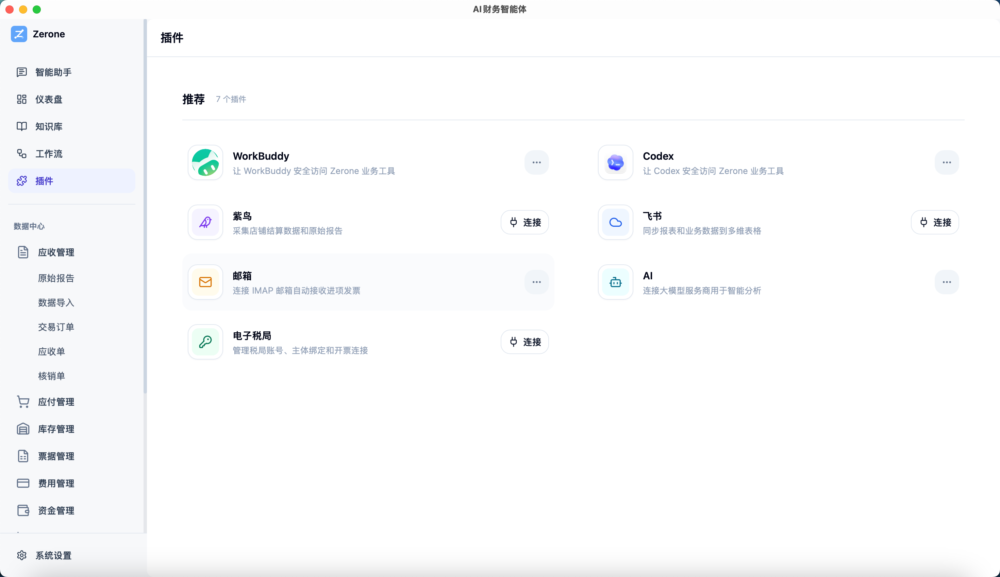 AI财务智能体
Zerone
智能助手
仪表盘
知识库
工作流
插件
数据中心
应收管理
原始报告
数据导入
交易订单
应收单
核销单
应付管理
库存管理
票据管理
费用管理
资金管理
系统设置
插件
推荐 7 个插件
WorkBuddy
让 WorkBuddy 安全访问 Zerone 业务工具
Codex
让 Codex 安全访问 Zerone 业务工具
紫鸟
采集店铺结算数据和原始报告
连接
飞书
同步报表和业务数据到多维表格
连接
邮箱
连接 IMAP 邮箱自动接收进项发票
AI
连接大模型服务商用于智能分析
电子税局
管理税局账号、主体绑定和开票连接
连接